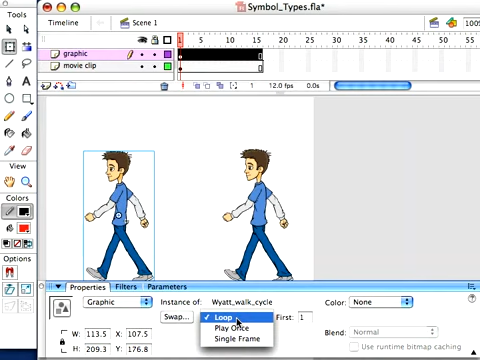 Symbol_Types.fla*
Tools
Timeline
Scene 1
5 10 15 20 25 30 35 40 45 50 55
graphic
movie clip
1 12.0 fps 0.0s
View
Colors
Options
Properties Filters Parameters
Graphic Instance of: Wyatt_walk_cycle Color: None
Swap... Loop First: 1
Play Once
Single Frame
W: 113.5 X: 107.5
H: 209.3 Y: 176.8
Blend: Normal
Use runtime bitmap caching